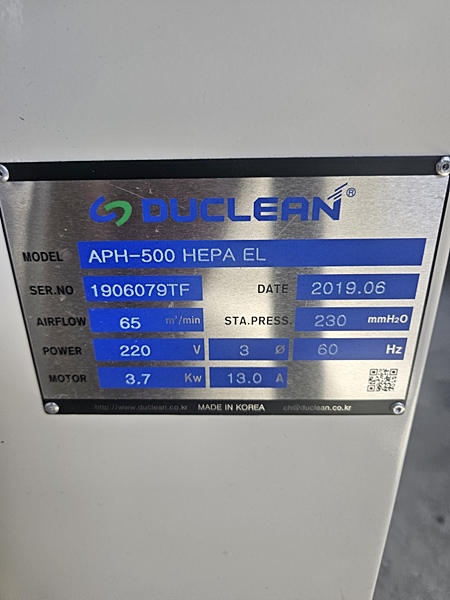 DUCLEAN®
MODEL APH-500 HEPA EL
SER.NO 1906079TF DATE 2019.06
AIRFLOW 65 m³/min STA.PRESS. 230 mmH2O
POWER 220 V 3 Ø 60 Hz
MOTOR 3.7 Kw 13.0 A
http://www.duclean.co.kr MADE IN KOREA ch@duclean.co.kr